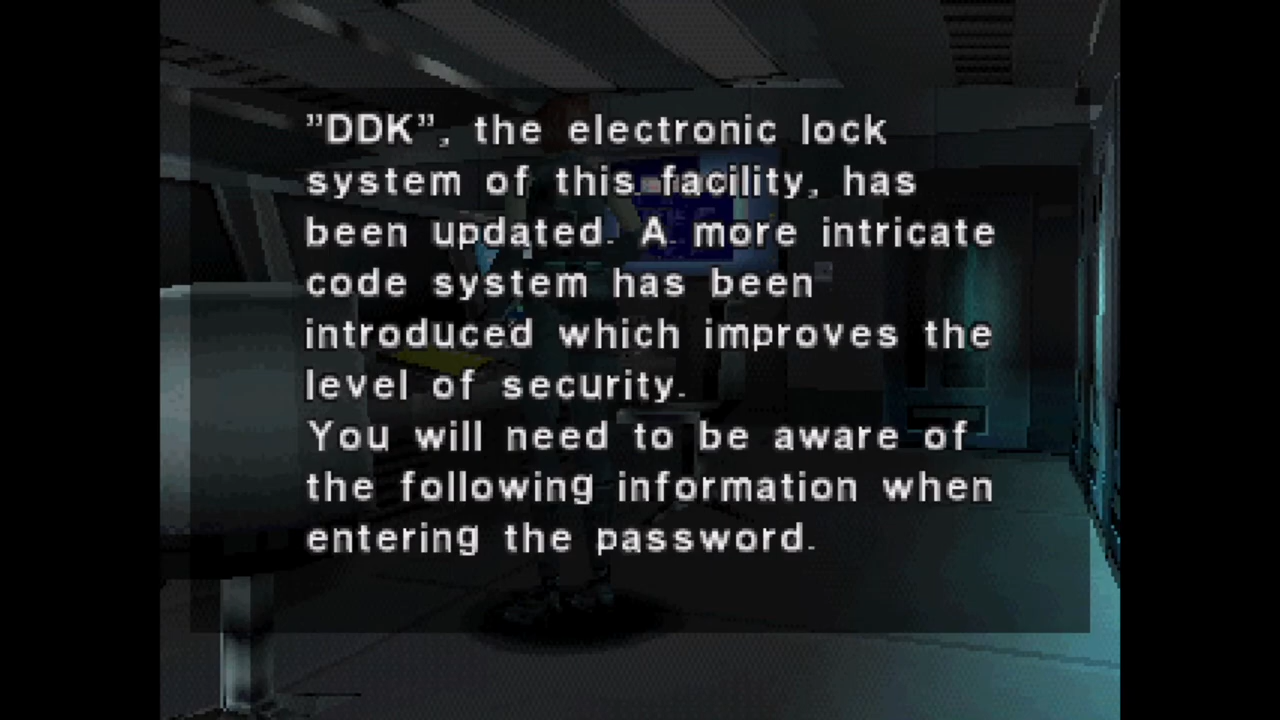 ”DDK”, the electronic lock
system of this facility, has
been updated. A more intricate
code system has been
introduced which improves the
level of security.
You will need to be aware of
the following information when
entering the password.